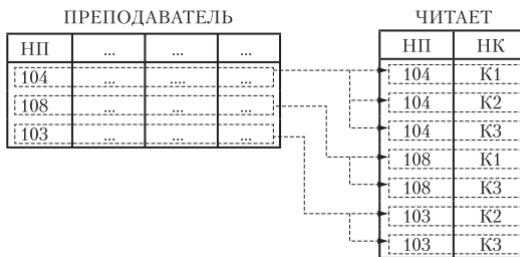 ПРЕПОДАВАТЕЛЬ
НП ... ... ...
104 ... .... ...
108 ... ... ...
103 ... ... ...
ЧИТАЕТ
НП НК
104 К1
104 К2
104 К3
108 К1
108 К3
103 К2
103 К3